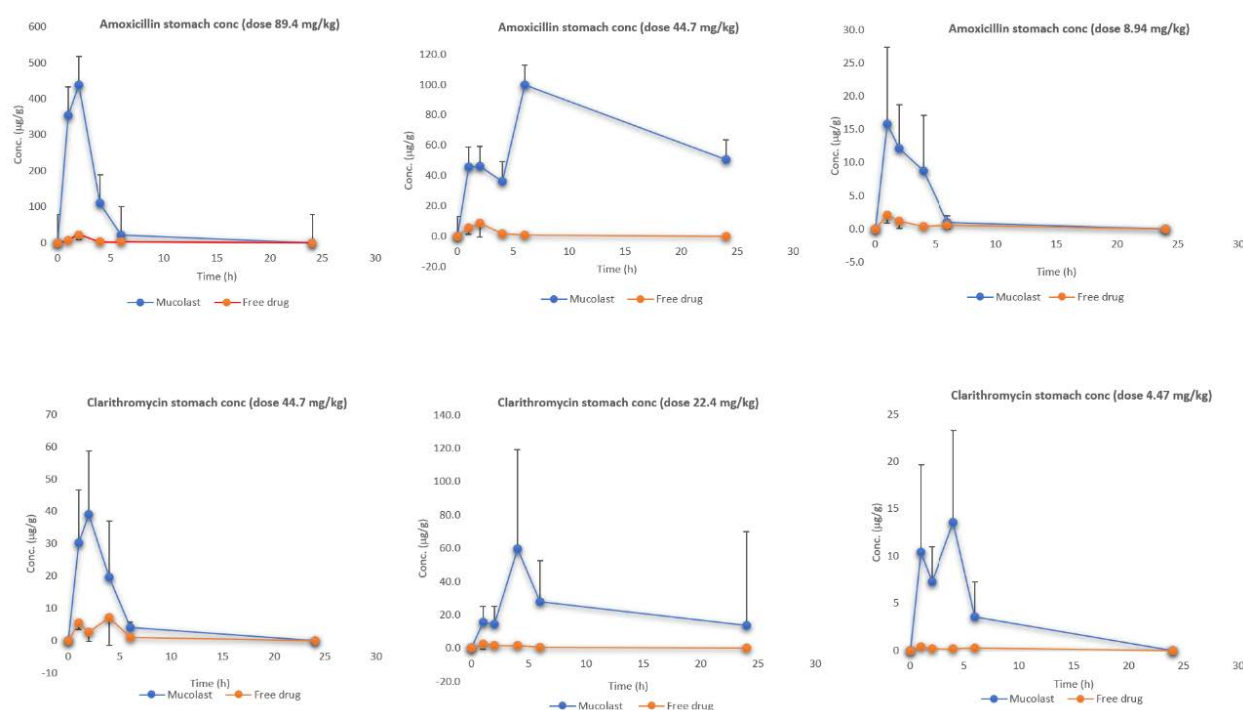 Amoxicillin stomach conc (dose 89.4 mg/kg)
600
500
400
300
200
100
0
Conc. (µg/g)
0 5 10 15 20 25 30
Time (h)
Mucolast Free drug
Amoxicillin stomach conc (dose 44.7 mg/kg)
120.0
100.0
80.0
60.0
40.0
20.0
0.0
-20.0
Conc. (µg/g)
0 5 10 15 20 25 30
Time (h)
Mucolast Free drug
Amoxicillin stomach conc (dose 8.94 mg/kg)
30.0
25.0
20.0
15.0
10.0
5.0
0.0
-5.0
Conc. (µg/g)
0 5 10 15 20 25 30
Time (h)
Mucolast Free drug
Clarithromycin stomach conc (dose 44.7 mg/kg)
70
60
50
40
30
20
10
0
-10
Conc. (µg/g)
0 5 10 15 20 25 30
Time (h)
Mucolast Free drug
Clarithromycin stomach conc (dose 22.4 mg/kg)
140.0
120.0
100.0
80.0
60.0
40.0
20.0
0.0
-20.0
Conc. (µg/g)
0 5 10 15 20 25 30
Time (h)
Mucolast Free drug
Clarithromycin stomach conc (dose 4.47 mg/kg)
25
20
15
10
5
0
Conc. (µg/g)
0 5 10 15 20 25 30
Time (h)
Mucolast Free drug